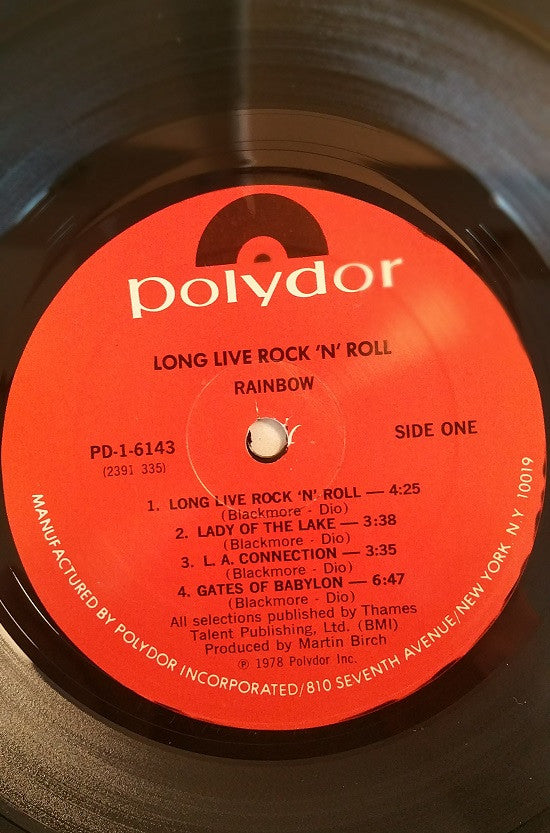 polydor
LONG LIVE ROCK 'N' ROLL
RAINBOW
PD-1-6143
(2391 335)
SIDE ONE
1. LONG LIVE ROCK 'N' ROLL — 4:25
(Blackmore - Dio)
2. LADY OF THE LAKE — 3:38
(Blackmore - Dio)
3. L. A. CONNECTION — 3:35
(Blackmore - Dio)
4. GATES OF BABYLON — 6:47
(Blackmore - Dio)
All selections published by Thames
Talent Publishing, Ltd. (BMI)
Produced by Martin Birch
℗ 1978 Polydor Inc.
MANUFACTURED BY POLYDOR INCORPORATED/810 SEVENTH AVENUE/NEW YORK, N Y 10019